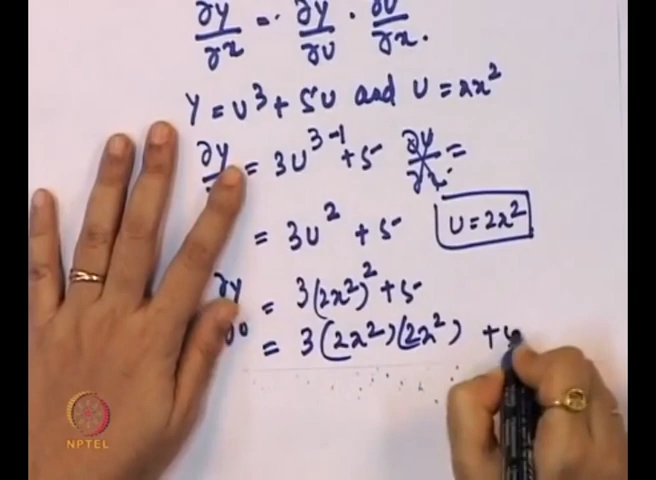 ∂y/∂x = ∂y/∂u · ∂u/∂x.
y = u³ + 5u and u = 2x²
∂y = 3u³⁻¹ + 5 ∂y/∂x =
= 3u² + 5 u = 2x²
∂y/∂u = 3(2x²)² + 5
= 3(2x²)(2x²) +
NPTEL